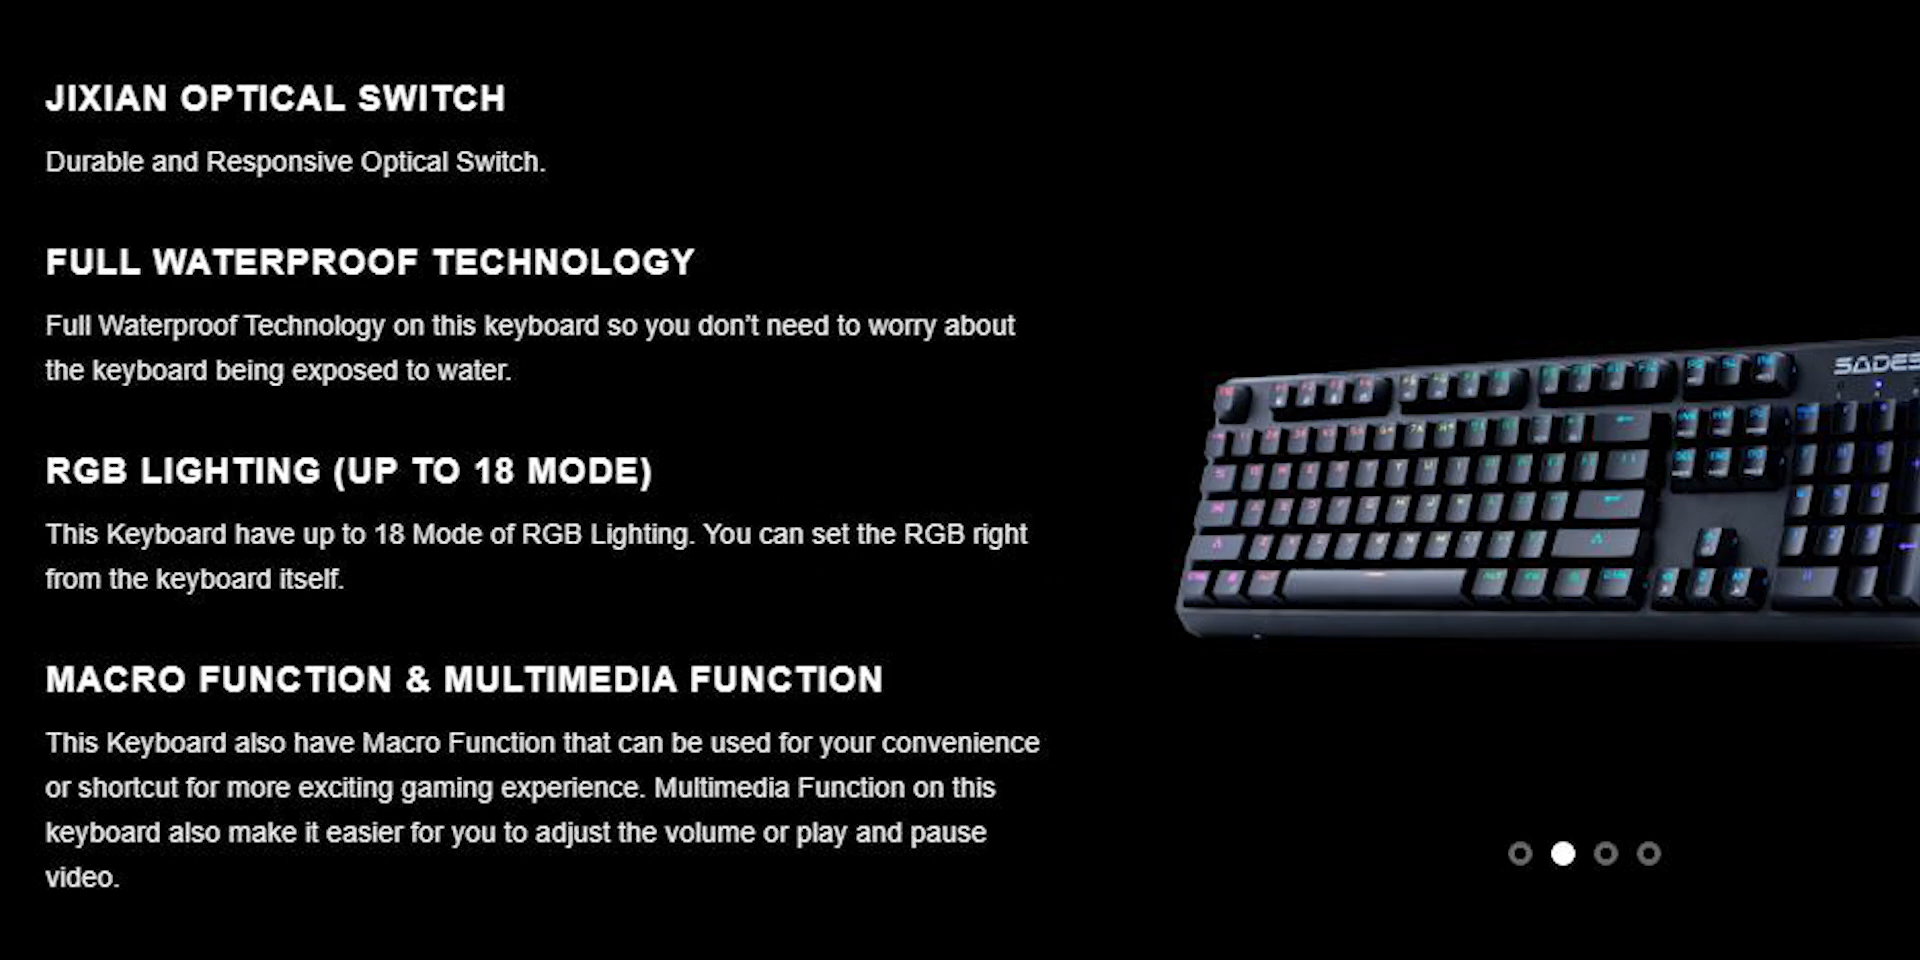 JIXIAN OPTICAL SWITCH
Durable and Responsive Optical Switch.
FULL WATERPROOF TECHNOLOGY
Full Waterproof Technology on this keyboard so you don’t need to worry about
the keyboard being exposed to water.
RGB LIGHTING (UP TO 18 MODE)
This Keyboard have up to 18 Mode of RGB Lighting. You can set the RGB right
from the keyboard itself.
MACRO FUNCTION & MULTIMEDIA FUNCTION
This Keyboard also have Macro Function that can be used for your convenience
or shortcut for more exciting gaming experience. Multimedia Function on this
keyboard also make it easier for you to adjust the volume or play and pause
video.
SADES